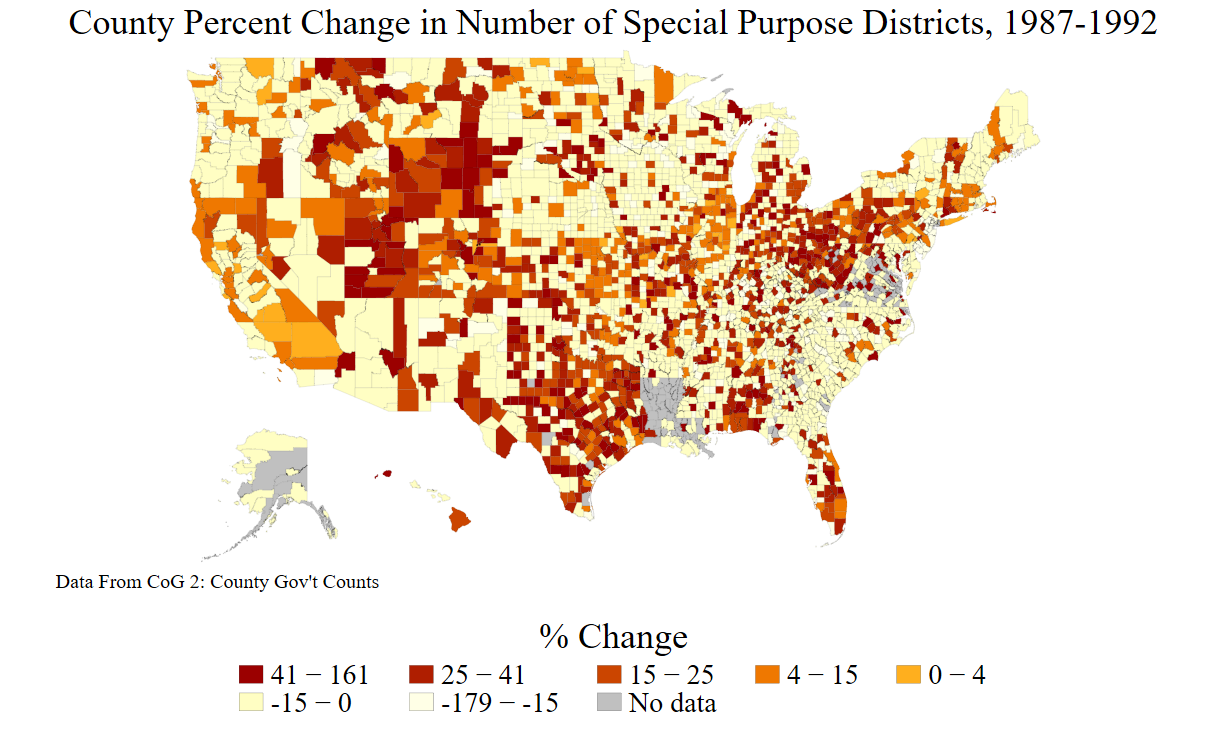 County Percent Change in Number of Special Purpose Districts, 1987-1992
Data From CoG 2: County Gov't Counts
% Change
41 − 161 25 − 41 15 − 25 4 − 15 0 − 4
-15 − 0 -179 − -15 No data